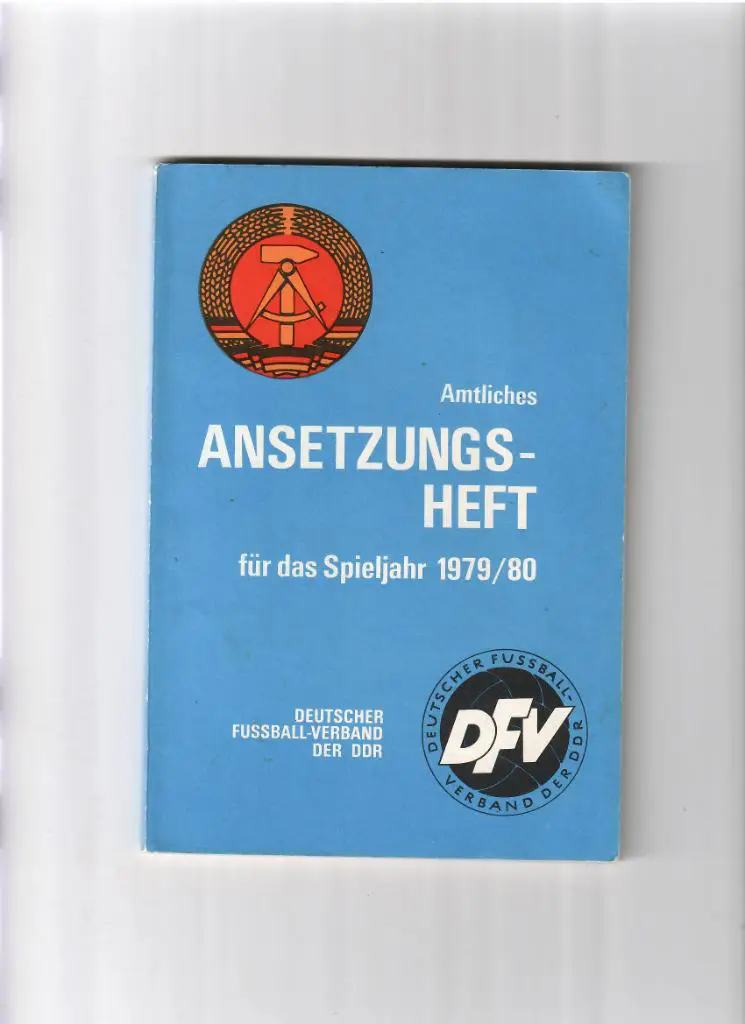 Amtliches
ANSETZUNGS-
HEFT
für das Spieljahr 1979/80
DEUTSCHER
FUSSBALL-VERBAND
DER DDR
DEUTSCHER FUSSBALL-
VERBAND DER DDR
DFV